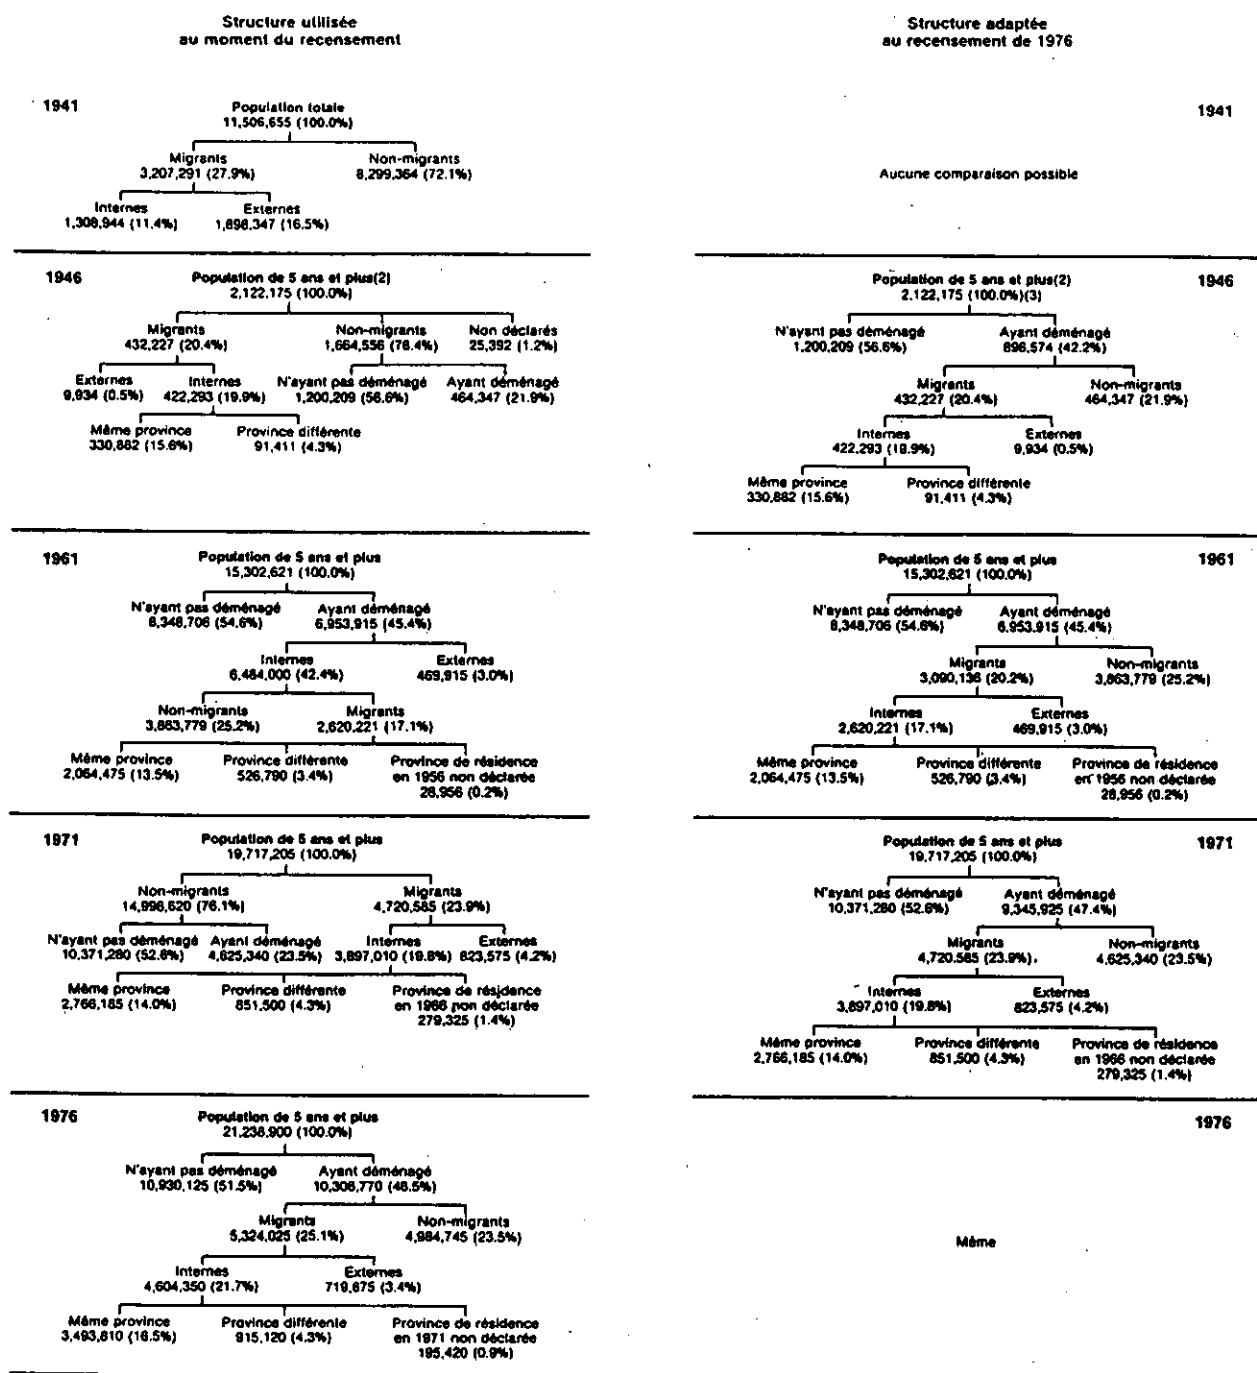 Structure utilisée
au moment du recensement
Structure adaptée
au recensement de 1976
1941
Population totale
11,506,655 (100.0%)
Migrants
3,207,291 (27.9%)
Non-migrants
8,299,364 (72.1%)
Internes
1,308,944 (11.4%)
Externes
1,898,347 (16.5%)
1941
Aucune comparaison possible
1946
Population de 5 ans et plus(2)
2,122,175 (100.0%)
Migrants
432,227 (20.4%)
Non-migrants
1,664,556 (78.4%)
Non déclarés
25,392 (1.2%)
Externes
9,934 (0.5%)
Internes
422,293 (19.9%)
N'ayant pas déménagé
1,200,209 (56.6%)
Ayant déménagé
464,347 (21.9%)
Même province
330,882 (15.6%)
Province différente
91,411 (4.3%)
1946
Population de 5 ans et plus(2)
2,122,175 (100.0%)(3)
N'ayant pas déménagé
1,200,209 (56.6%)
Ayant déménagé
896,574 (42.2%)
Migrants
432,227 (20.4%)
Non-migrants
464,347 (21.9%)
Internes
422,293 (19.9%)
Externes
9,934 (0.5%)
Même province
330,882 (15.6%)
Province différente
91,411 (4.3%)
1961
Population de 5 ans et plus
15,302,621 (100.0%)
N'ayant pas déménagé
8,348,706 (54.6%)
Ayant déménagé
6,953,915 (45.4%)
Internes
6,484,000 (42.4%)
Externes
469,915 (3.0%)
Non-migrants
3,863,779 (25.2%)
Migrants
2,620,221 (17.1%)
Même province
2,064,475 (13.5%)
Province différente
526,790 (3.4%)
Province de résidence
en 1956 non déclarée
28,956 (0.2%)
1961
Population de 5 ans et plus
15,302,621 (100.0%)
N'ayant pas déménagé
8,348,706 (54.6%)
Ayant déménagé
6,953,915 (45.4%)
Migrants
3,090,136 (20.2%)
Non-migrants
3,863,779 (25.2%)
Internes
2,620,221 (17.1%)
Externes
469,915 (3.0%)
Même province
2,064,475 (13.5%)
Province différente
526,790 (3.4%)
Province de résidence
en 1956 non déclarée
28,956 (0.2%)
1971
Population de 5 ans et plus
19,717,205 (100.0%)
Non-migrants
14,996,620 (76.1%)
Migrants
4,720,585 (23.9%)
N'ayant pas déménagé
10,371,280 (52.6%)
Ayant déménagé
4,625,340 (23.5%)
Internes
3,897,010 (19.8%)
Externes
823,575 (4.2%)
Même province
2,766,185 (14.0%)
Province différente
851,500 (4.3%)
Province de résidence
en 1966 non déclarée
279,325 (1.4%)
1971
Population de 5 ans et plus
19,717,205 (100.0%)
N'ayant pas déménagé
10,371,280 (52.6%)
Ayant déménagé
9,345,925 (47.4%)
Migrants
4,720,585 (23.9%)
Non-migrants
4,625,340 (23.5%)
Internes
3,897,010 (19.8%)
Externes
823,575 (4.2%)
Même province
2,766,185 (14.0%)
Province différente
851,500 (4.3%)
Province de résidence
en 1966 non déclarée
279,325 (1.4%)
1976
Population de 5 ans et plus
21,238,900 (100.0%)
N'ayant pas déménagé
10,930,125 (51.5%)
Ayant déménagé
10,308,770 (48.5%)
Migrants
5,324,025 (25.1%)
Non-migrants
4,984,745 (23.5%)
Internes
4,604,350 (21.7%)
Externes
719,675 (3.4%)
Même province
3,493,810 (16.5%)
Province différente
915,120 (4.3%)
Province de résidence
en 1971 non déclarée
195,420 (0.9%)
1976
Même